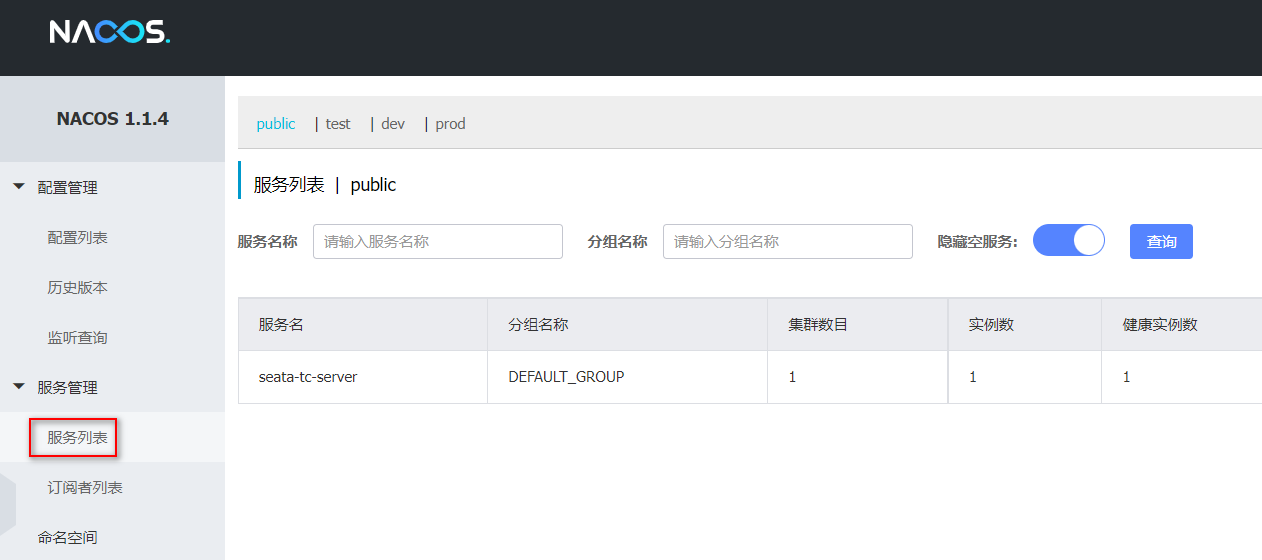 NACOS.
NACOS 1.1.4
配置管理
配置列表
历史版本
监听查询
服务管理
服务列表
订阅者列表
命名空间
public | test | dev | prod
服务列表 | public
服务名称 请输入服务名称 分组名称 请输入分组名称 隐藏空服务: 查询
服务名 分组名称 集群数目 实例数 健康实例数
seata-tc-server DEFAULT_GROUP 1 1 1